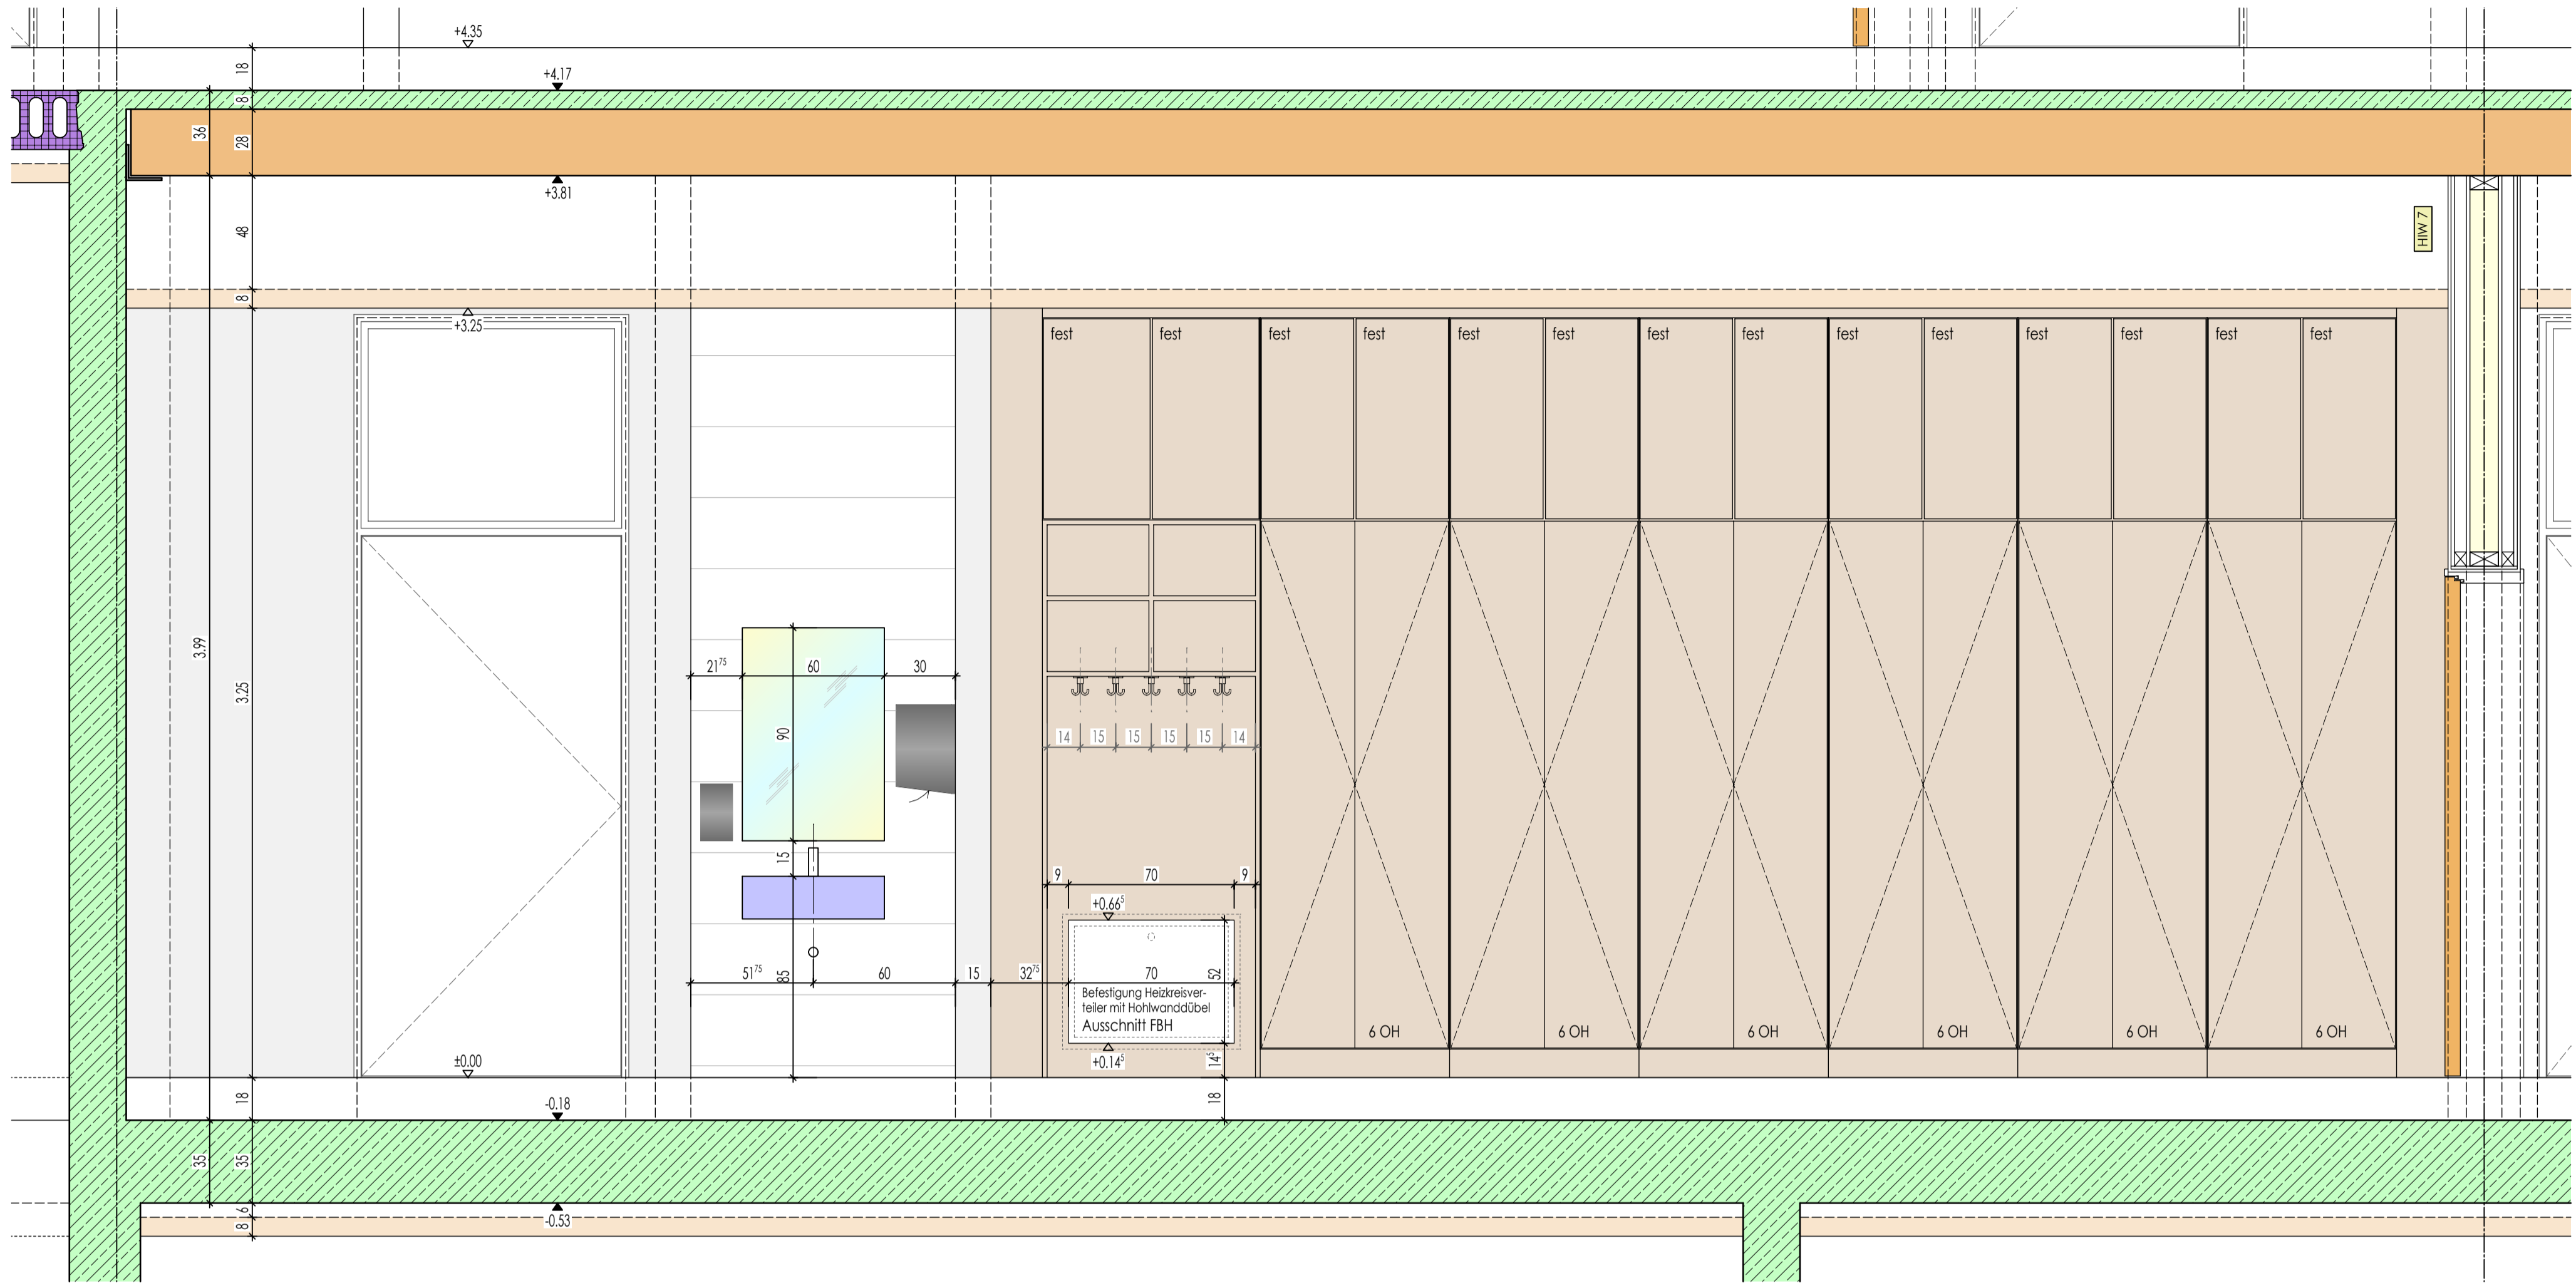 +4.35
18
+4.17
8
36
28
+3.81
48
HIW 7
8
+3.25
fest fest fest fest fest fest fest fest fest fest fest fest fest fest
3.99
3.25
21⁷⁵ 60 30
90
14 15 15 15 15 14
15
9 70 9
+0.66⁵
51⁷⁵ 85 60 15 32⁷⁵ 70 52
Befestigung Heizkreisver-
teiler mit Hohlwanddübel
Ausschnitt FBH
6 OH 6 OH 6 OH 6 OH 6 OH 6 OH
±0.00
+0.14⁵
14⁵
18
-0.18
18
35
35
6
-0.53
8